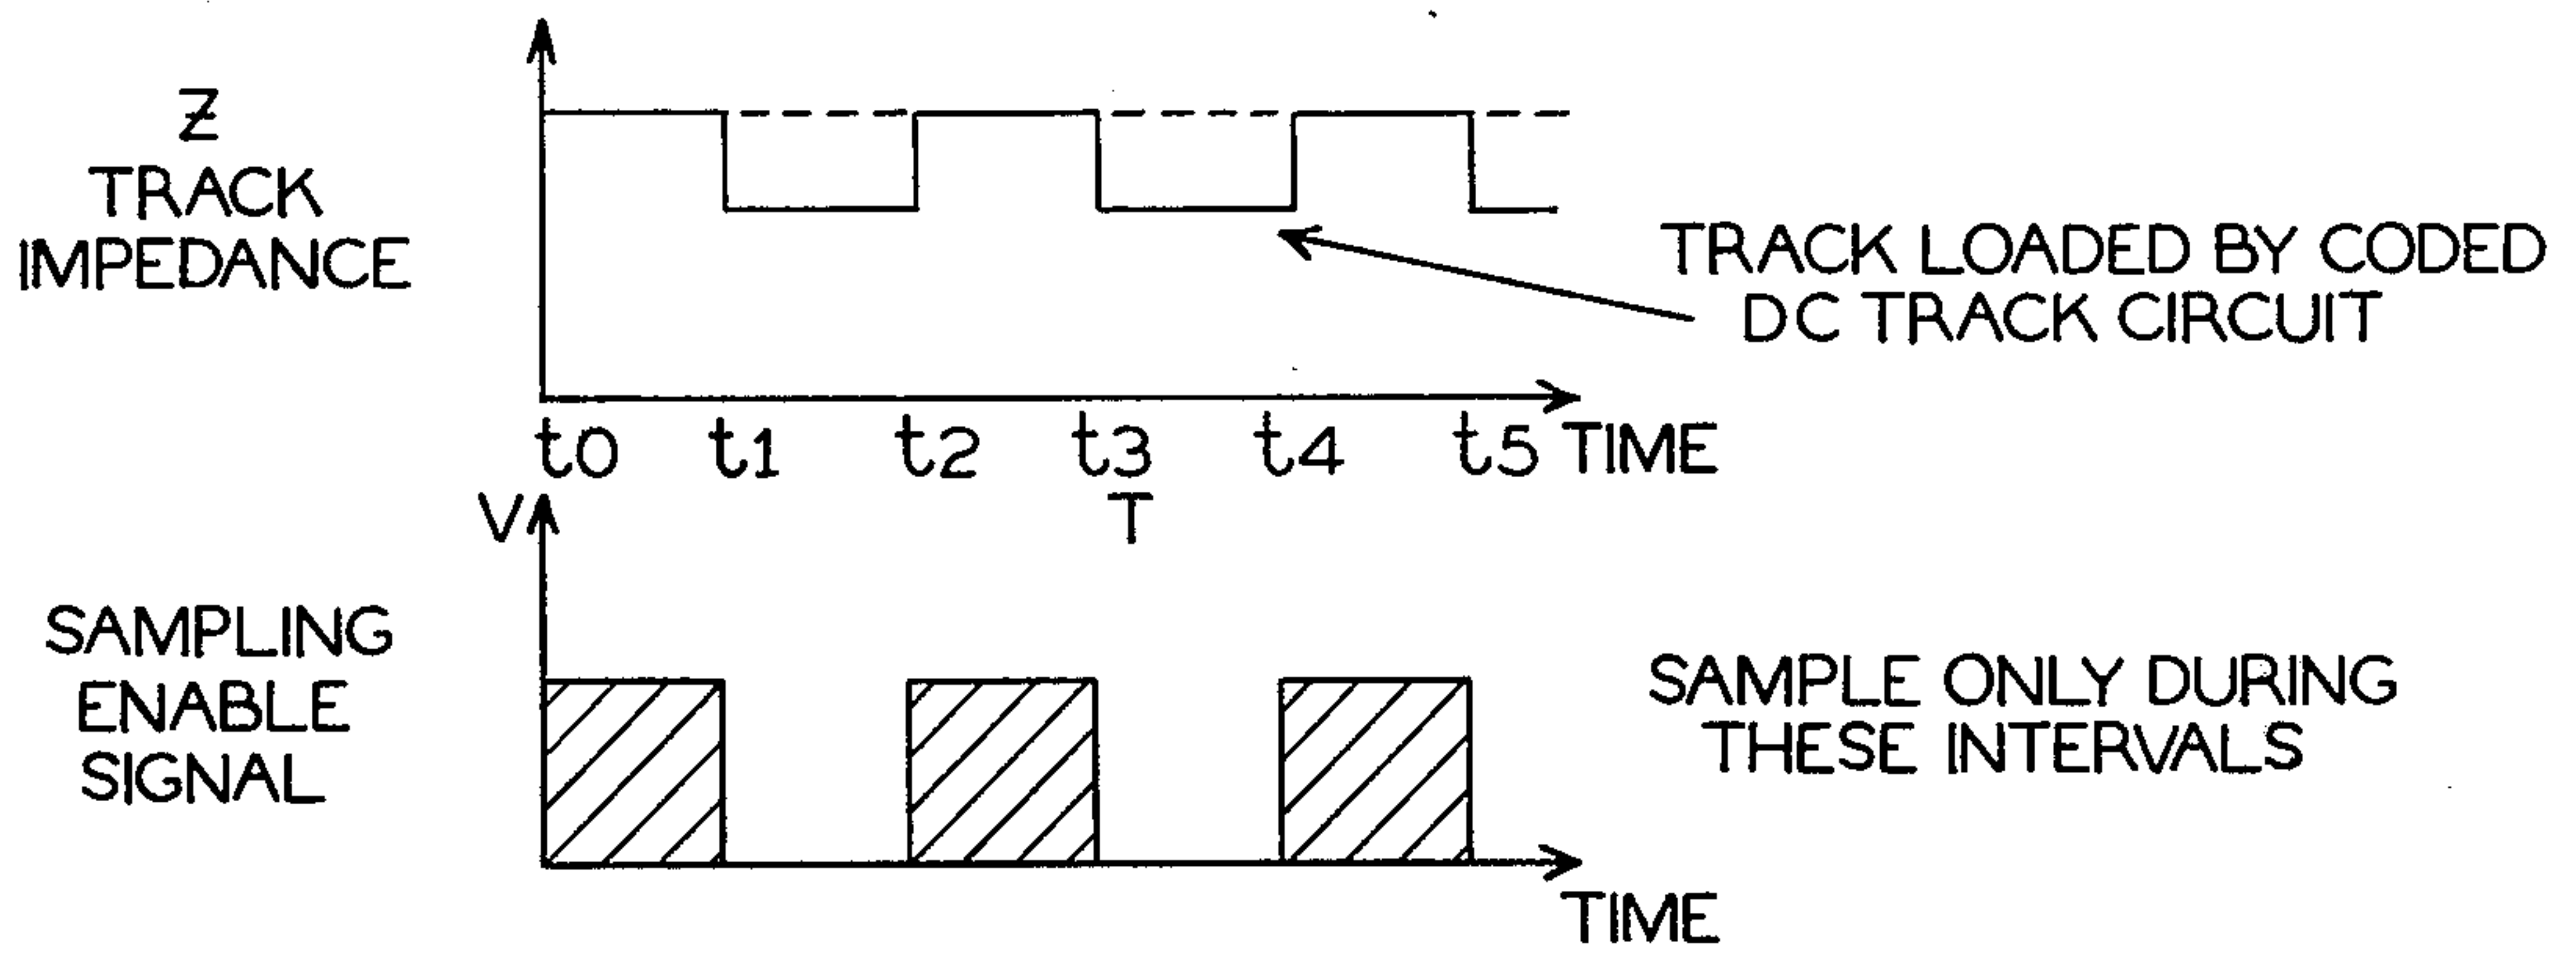 Z
TRACK
IMPEDANCE
TRACK LOADED BY CODED
DC TRACK CIRCUIT
t0 t1 t2 t3 t4 t5 TIME
V T
SAMPLING
ENABLE
SIGNAL
SAMPLE ONLY DURING
THESE INTERVALS
TIME